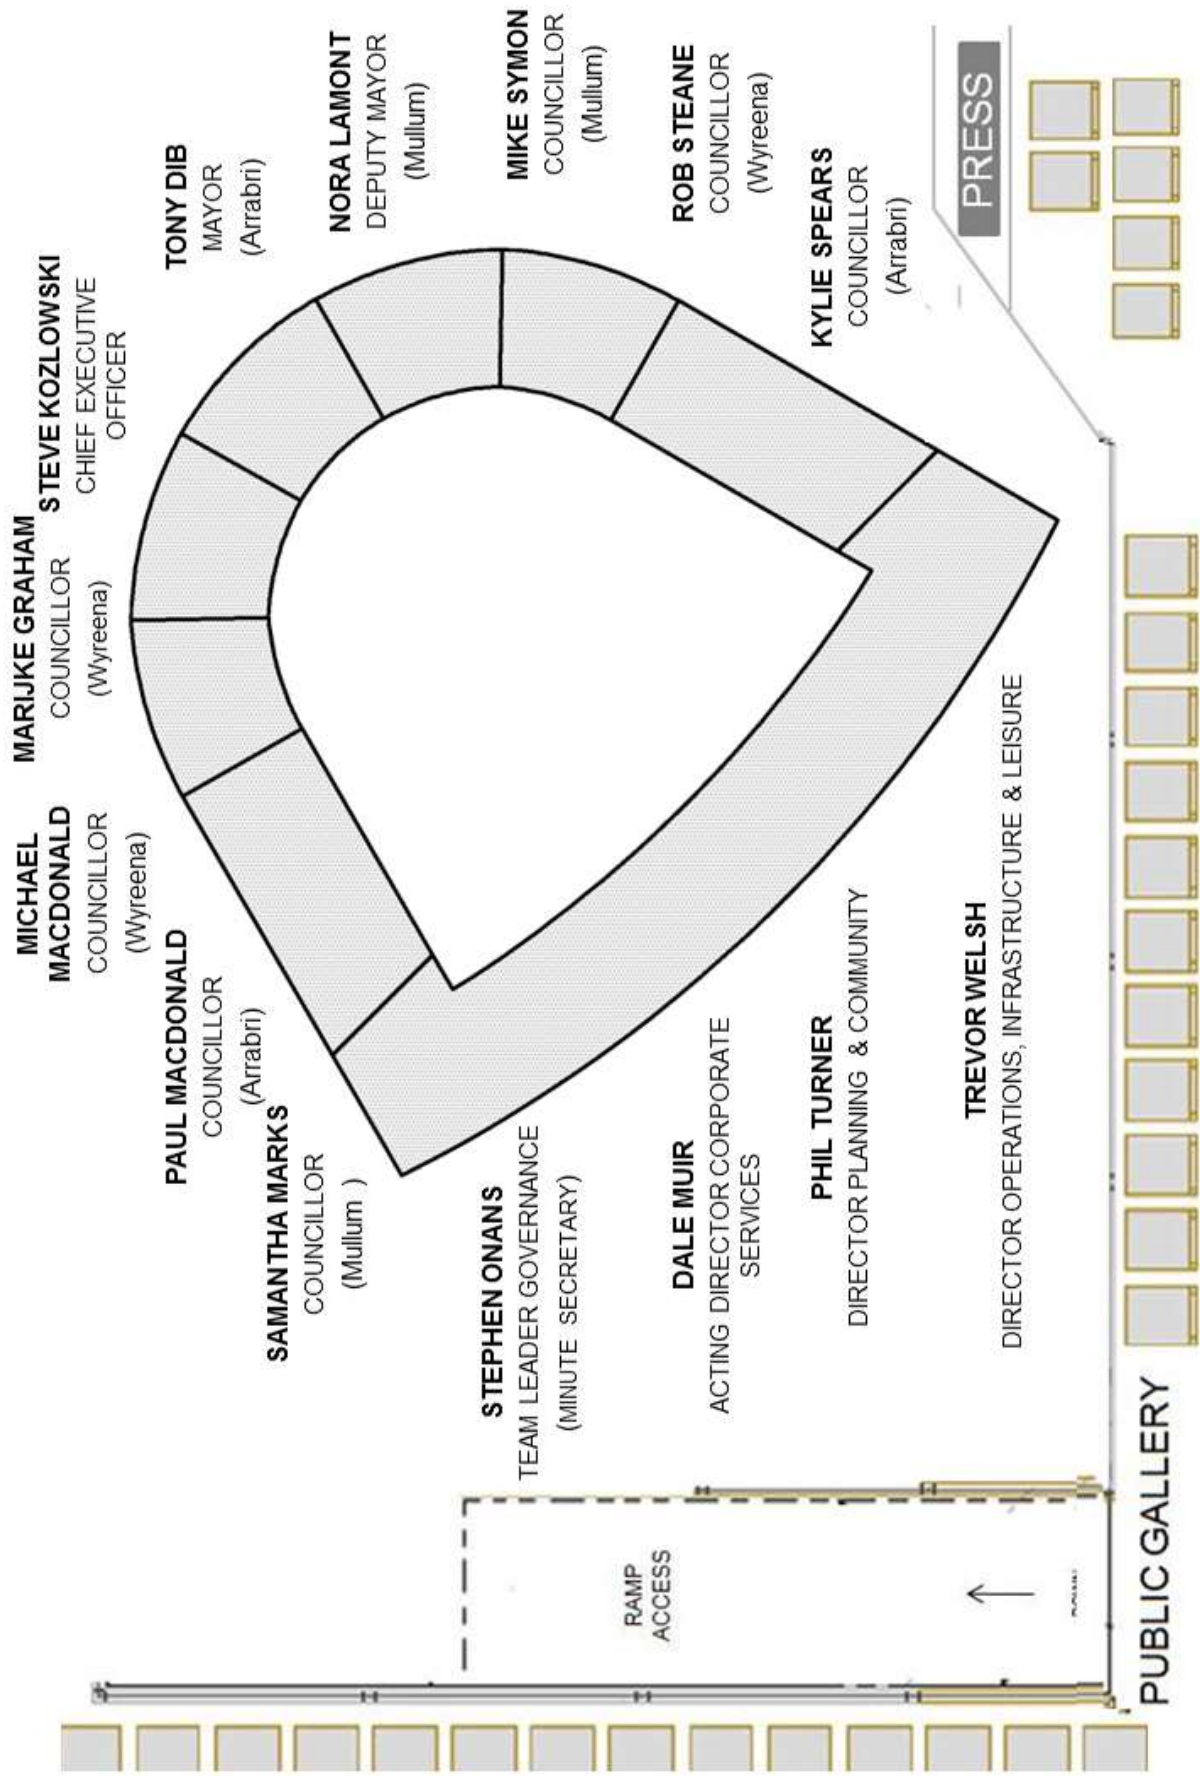 MICHAEL
MACDONALD
COUNCILLOR
(Wyreena)
MARIJKE GRAHAM
COUNCILLOR
(Wyreena)
STEVE KOZLOWSKI
CHIEF EXECUTIVE
OFFICER
TONY DIB
MAYOR
(Arrabri)
NORA LAMONT
DEPUTY MAYOR
(Mullum)
MIKE SYMON
COUNCILLOR
(Mullum)
ROB STEANE
COUNCILLOR
(Wyreena)
KYLIE SPEARS
COUNCILLOR
(Arrabri)
PRESS
PAUL MACDONALD
COUNCILLOR
(Arrabri)
SAMANTHA MARKS
COUNCILLOR
(Mullum )
STEPHEN ONANS
TEAM LEADER GOVERNANCE
(MINUTE SECRETARY)
DALE MUIR
ACTING DIRECTOR CORPORATE
SERVICES
PHIL TURNER
DIRECTOR PLANNING & COMMUNITY
TREVOR WELSH
DIRECTOR OPERATIONS, INFRASTRUCTURE & LEISURE
RAMP
ACCESS
PUBLIC GALLERY